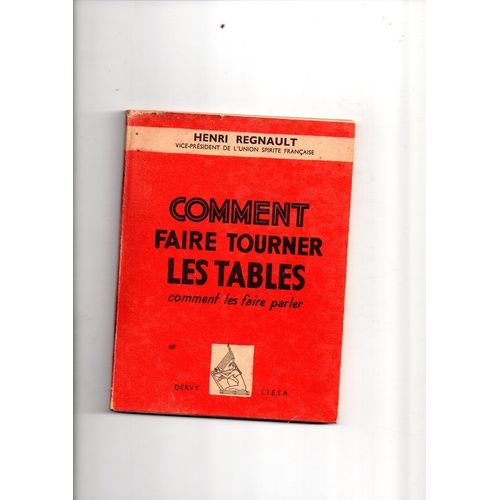 HENRI REGNAULT
VICE-PRÉSIDENT DE L'UNION SPIRITE FRANÇAISE
COMMENT
FAIRE TOURNER
LES TABLES
comment les faire parler
DERVY L.I.E.S.R.